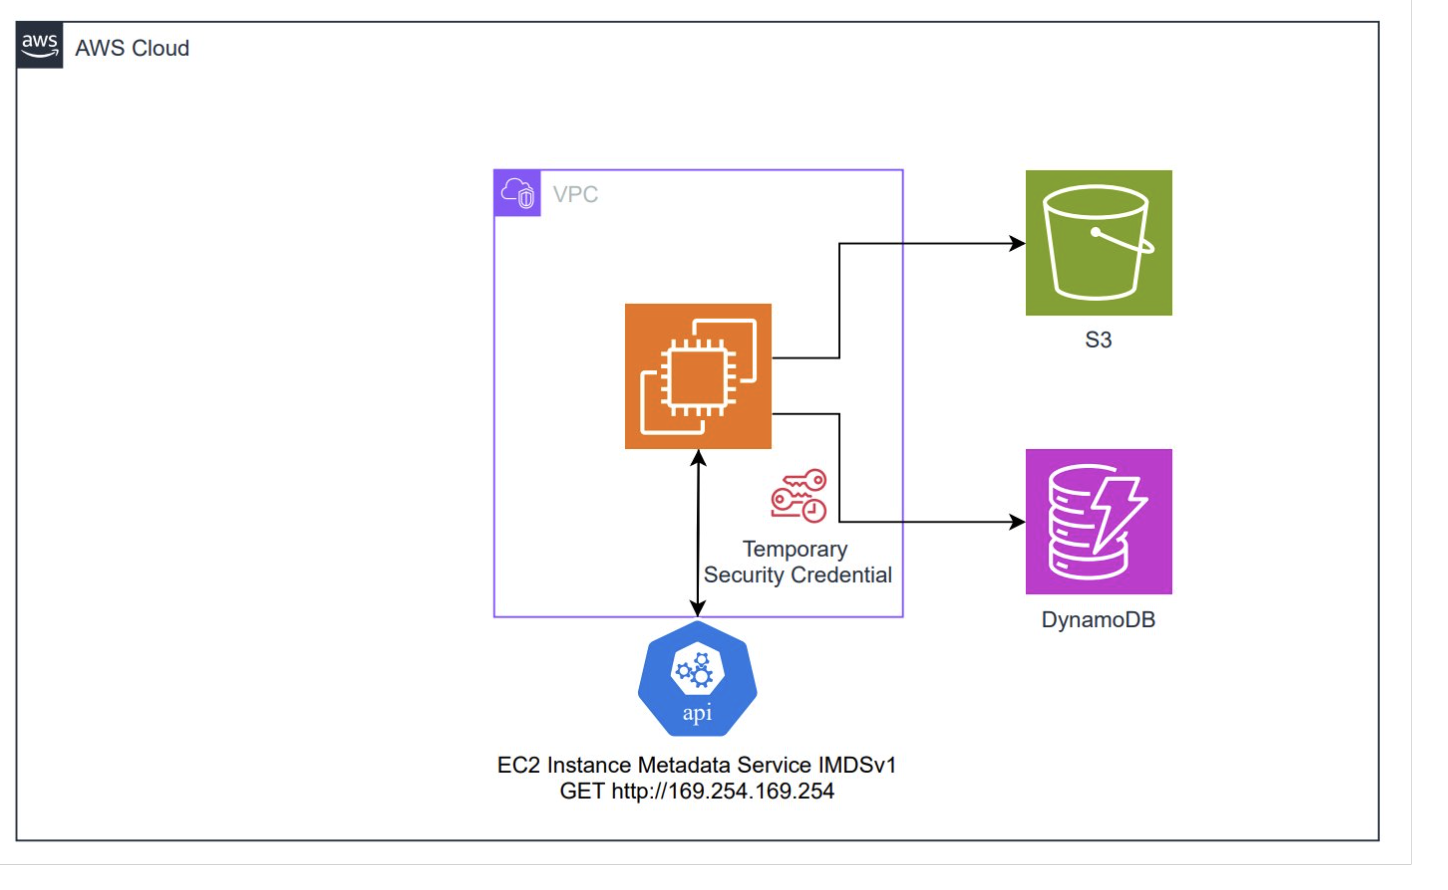 aws
AWS Cloud
VPC
S3
Temporary
Security Credential
DynamoDB
api
EC2 Instance Metadata Service IMDSv1
GET http://169.254.169.254